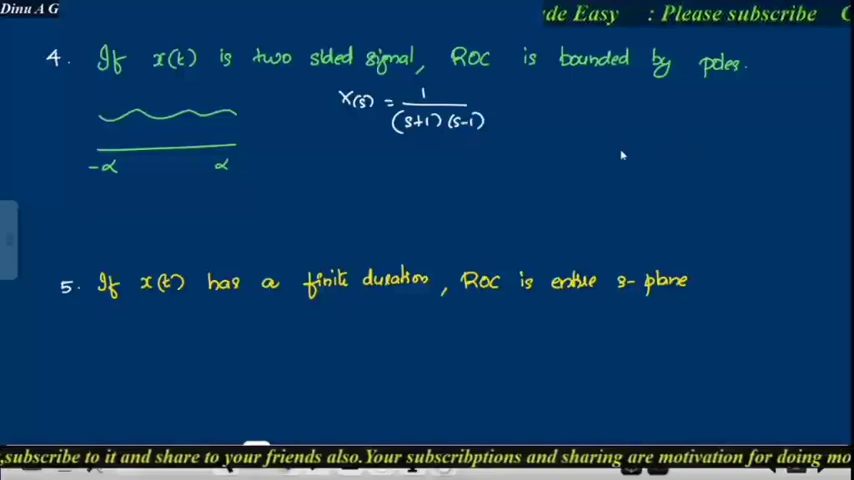 Dinu A G
de Easy : Please subscribe
4. If x(t) is two sided signal, ROC is bounded by poles.
X(s) = 1 / (s+1)(s-1)
-α α
5. If x(t) has a finite duration, ROC is entire s-plane
,subscribe to it and share to your friends also.Your subscribptions and sharing are motivation for doing mo